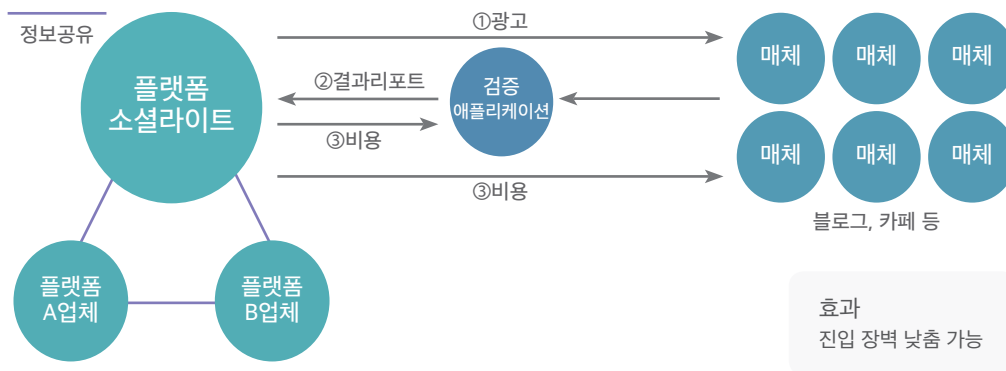 정보공유
플랫폼
소셜라이트
①광고
②결과리포트
③비용
검증
애플리케이션
③비용
매체 매체 매체
매체 매체 매체
블로그, 카페 등
플랫폼
A업체
플랫폼
B업체
효과
진입 장벽 낮춤 가능